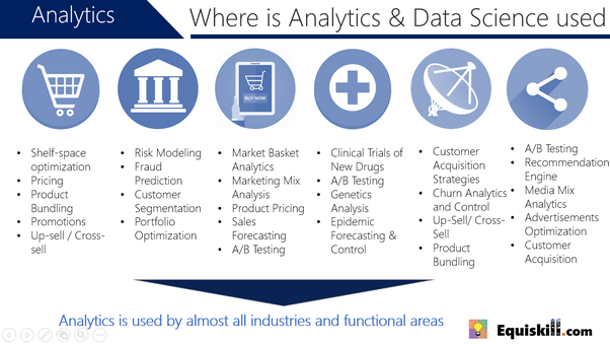 Analytics
Where is Analytics & Data Science used
BUY NOW
• Shelf-space
optimization
• Pricing
• Product
Bundling
• Promotions
• Up-sell / Cross-
sell
• Risk Modeling
• Fraud
Prediction
• Customer
Segmentation
• Portfolio
Optimization
• Market Basket
Analytics
• Marketing Mix
Analysis
• Product Pricing
• Sales
Forecasting
• A/B Testing
• Clinical Trials of
New Drugs
• A/B Testing
• Genetics
Analysis
• Epidemic
Forecasting &
Control
• Customer
Acquisition
Strategies
• Churn Analytics
and Control
• Up-Sell/ Cross-
Sell
• Product
Bundling
• A/B Testing
• Recommendation
Engine
• Media Mix
Analytics
• Advertisements
Optimization
• Customer
Acquisition
Analytics is used by almost all industries and functional areas
Equiskill.com